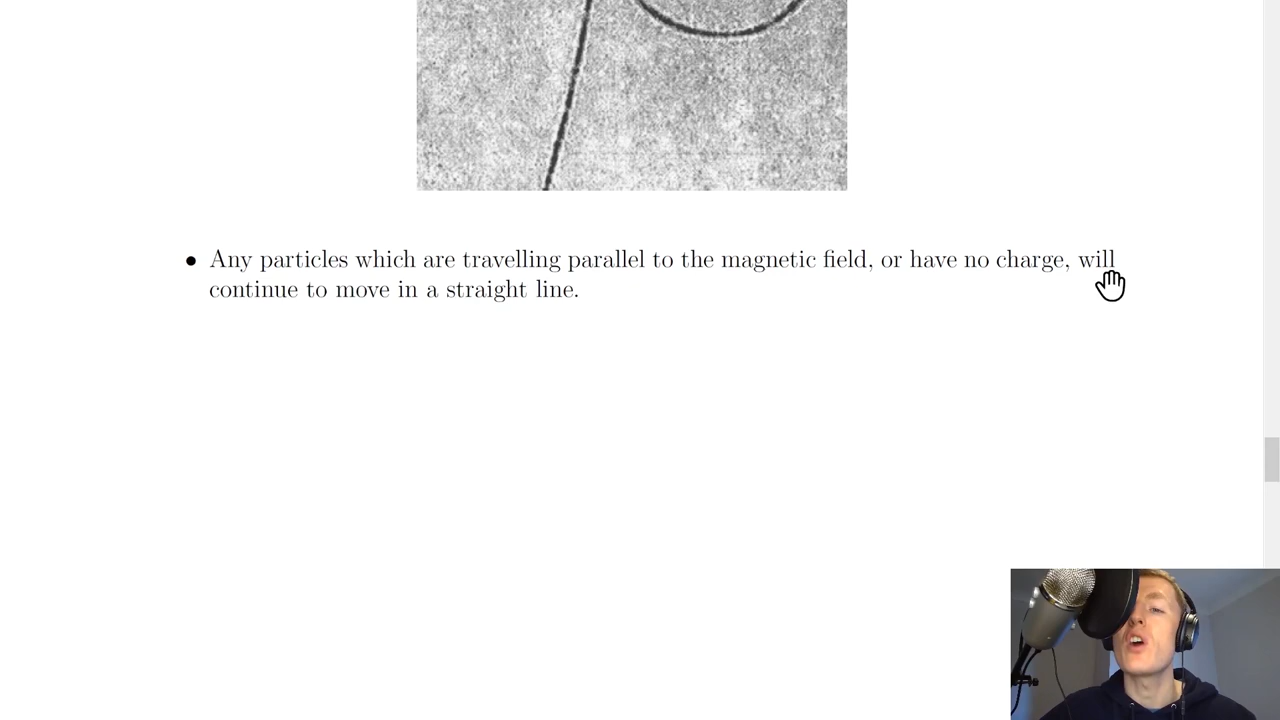 • Any particles which are travelling parallel to the magnetic field, or have no charge, will
continue to move in a straight line.